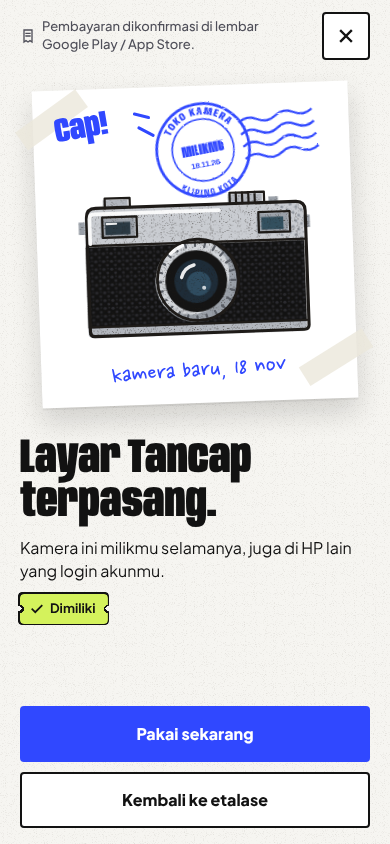 Pembayaran dikonfirmasi di lembar
Google Play / App Store.
Cap!
TOKO KAMERA
MILIKMU
18.11.26
KLIPING KOTA
kamera baru, 18 nov
Layar Tancap
terpasang.
Kamera ini milikmu selamanya, juga di HP lain
yang login akunmu.
Dimiliki
Pakai sekarang
Kembali ke etalase